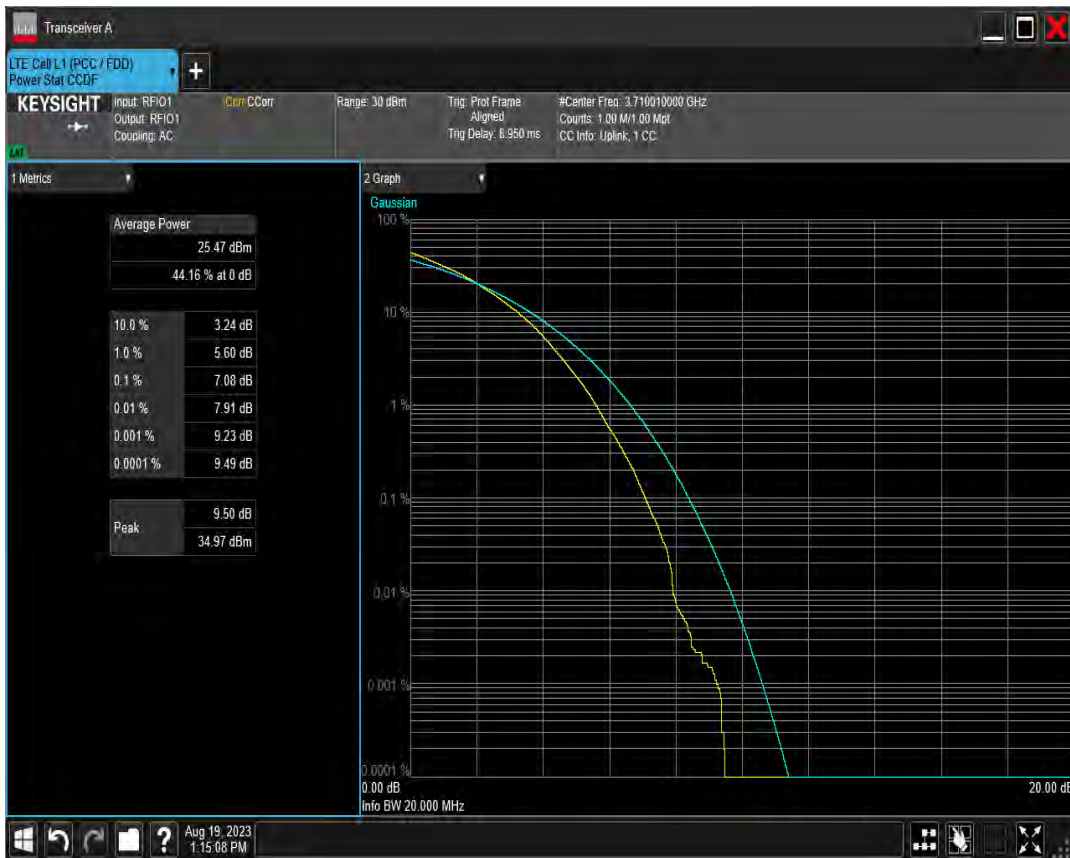 Transceiver A
LTE Cell L1 (PCC / FDD)
Power Stat CCDF
+
KEYSIGHT
Input: RFIO1
Output: RFIO1
Coupling: AC
Corr CCorr
Range: 30 dBm
Trig: Prot Frame
Aligned
Trig Delay: 8.950 ms
#Center Freq: 3.710010000 GHz
Counts: 1.00 M/1.00 Mpt
CC Info: Uplink, 1 CC
1 Metrics
Average Power
25.47 dBm
44.16 % at 0 dB
10.0 % 3.24 dB
1.0 % 5.60 dB
0.1 % 7.08 dB
0.01 % 7.91 dB
0.001 % 9.23 dB
0.0001 % 9.49 dB
Peak
9.50 dB
34.97 dBm
2 Graph
Gaussian
100 %
10 %
1 %
0.1 %
0.01 %
0.001 %
0.0001 %
0.00 dB
20.00 dB
Info BW 20.000 MHz
?
Aug 19, 2023
1:15:08 PM